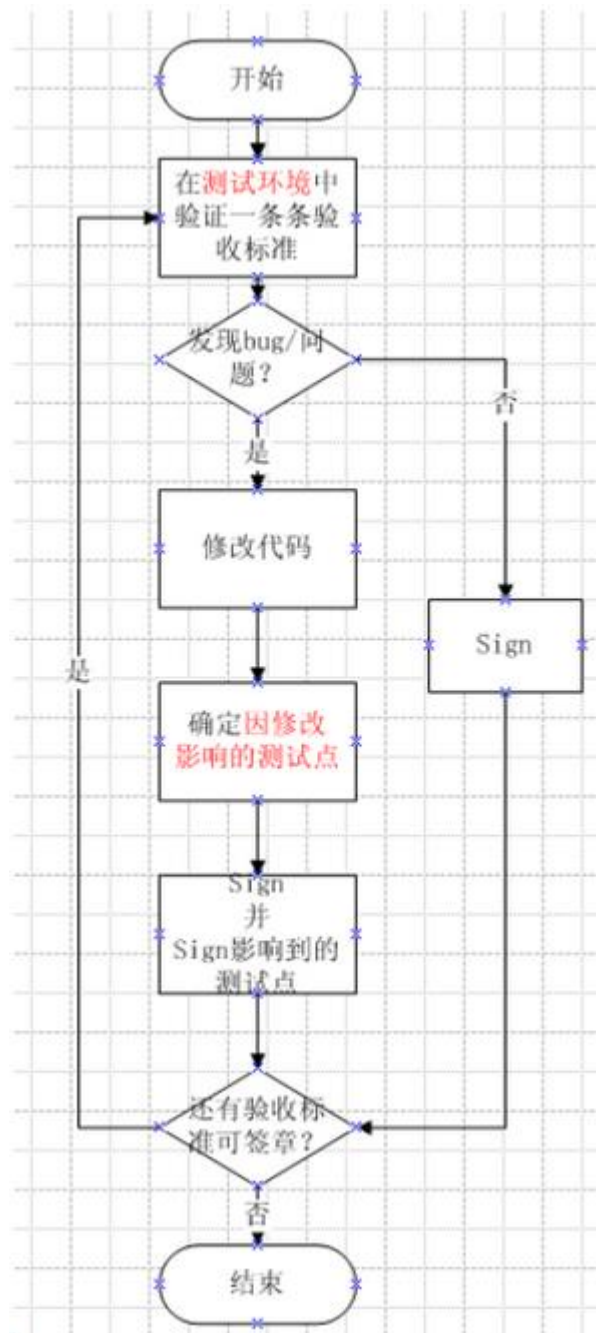 开始
在测试环境中
验证一条条验
收标准
发现bug/问
题?
否
是
修改代码
Sign
是
确定因修改
影响的测试点
Sign
并
Sign影响到的
测试点
还有验收标
准可签章?
否
结束